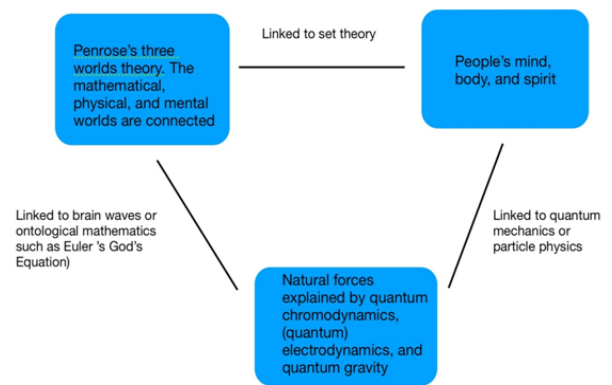 Penrose's three
worlds theory. The
mathematical,
physical, and mental
worlds are connected
Linked to set theory
People's mind,
body, and spirit
Linked to brain waves or
ontological mathematics
such as Euler 's God's
Equation)
Linked to quantum
mechanics or
particle physics
Natural forces
explained by quantum
chromodynamics,
(quantum)
electrodynamics, and
quantum gravity